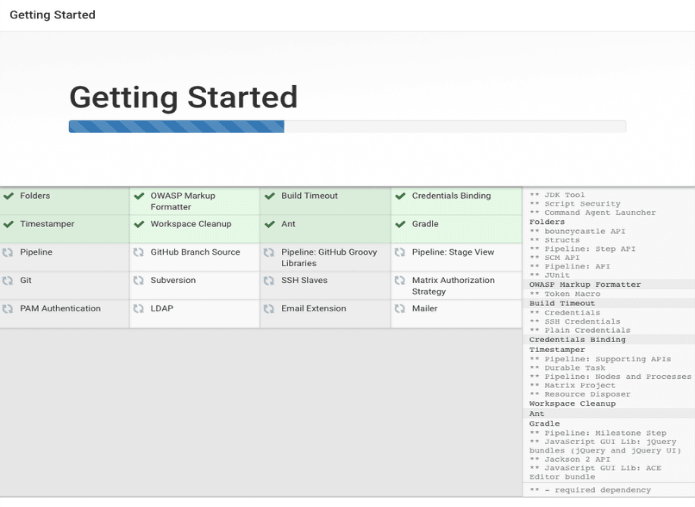 Getting Started
Getting Started
Folders
OWASP Markup
Formatter
Build Timeout
Credentials Binding
Timestamper
Workspace Cleanup
Ant
Gradle
Pipeline
GitHub Branch Source
Pipeline: GitHub Groovy
Libraries
Pipeline: Stage View
Git
Subversion
SSH Slaves
Matrix Authorization
Strategy
PAM Authentication
LDAP
Email Extension
Mailer
** JDK Tool
** Script Security
** Command Agent Launcher
Folders
** bouncycastle API
** Structs
** Pipeline: Step API
** SCM API
** Pipeline: API
** JUnit
OWASP Markup Formatter
** Token Macro
Build Timeout
** Credentials
** SSH Credentials
** Plain Credentials
Credentials Binding
Timestamper
** Pipeline: Supporting APIs
** Durable Task
** Pipeline: Nodes and Processes
** Matrix Project
** Resource Disposer
Workspace Cleanup
Ant
Gradle
** Pipeline: Milestone Step
** JavaScript GUI Lib: jQuery
bundles (jQuery and jQuery UI)
** Jackson 2 API
** JavaScript GUI Lib: ACE
Editor bundle
** - required dependency